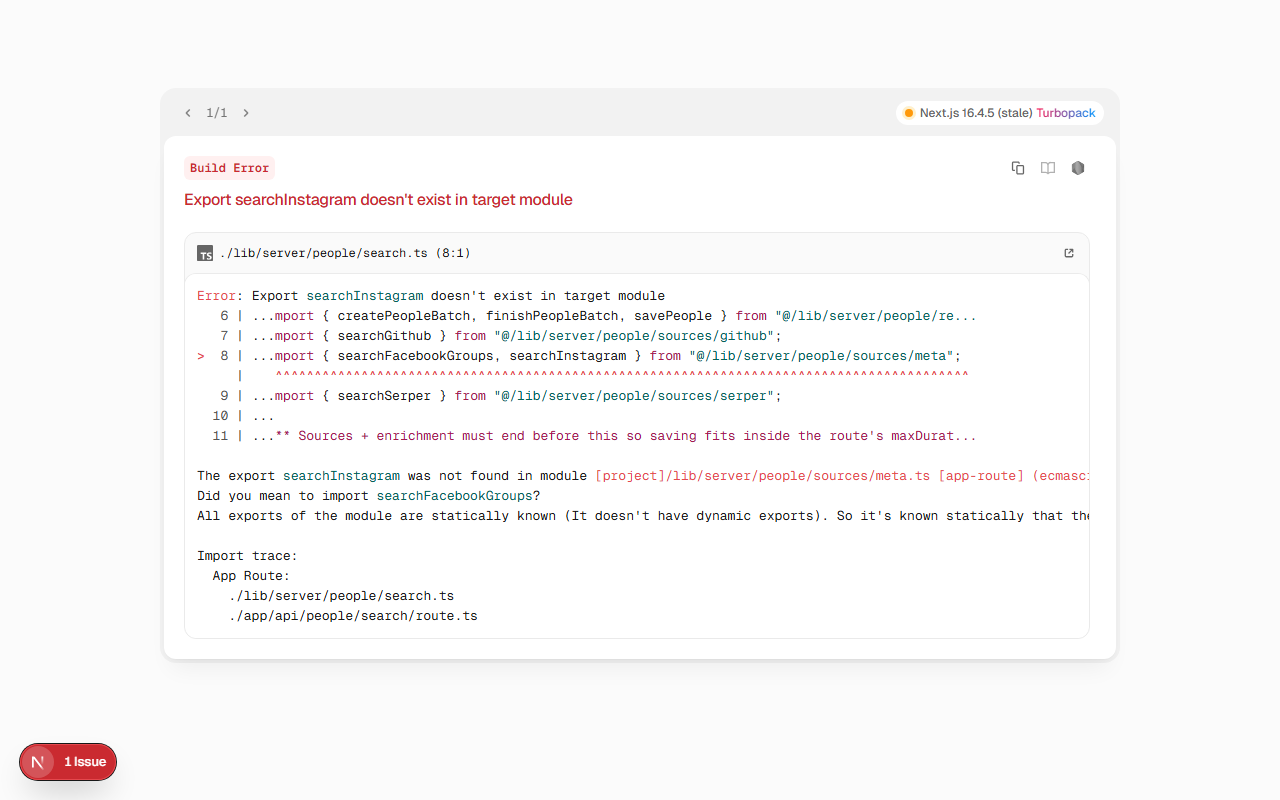 1/1
Next.js 16.4.5 (stale) Turbopack
Build Error
Export searchInstagram doesn't exist in target module
TS ./lib/server/people/search.ts (8:1)
Error: Export searchInstagram doesn't exist in target module
6 | ...mport { createPeopleBatch, finishPeopleBatch, savePeople } from "@/lib/server/people/re...
7 | ...mport { searchGithub } from "@/lib/server/people/sources/github";
> 8 | ...mport { searchFacebookGroups, searchInstagram } from "@/lib/server/people/sources/meta";
| ^^^^^^^^^^^^^^^^^^^^^^^^^^^^^^^^^^^^^^^^^^^^^^^^^^^^^^^^^^^^^^^^^^^^^^^^^^^^^^^^^^^^^^^^^
9 | ...mport { searchSerper } from "@/lib/server/people/sources/serper";
10 | ...
11 | ...** Sources + enrichment must end before this so saving fits inside the route's maxDurat...
The export searchInstagram was not found in module [project]/lib/server/people/sources/meta.ts [app-route] (ecmasc
Did you mean to import searchFacebookGroups?
All exports of the module are statically known (It doesn't have dynamic exports). So it's known statically that the
Import trace:
App Route:
./lib/server/people/search.ts
./app/api/people/search/route.ts
N 1 Issue